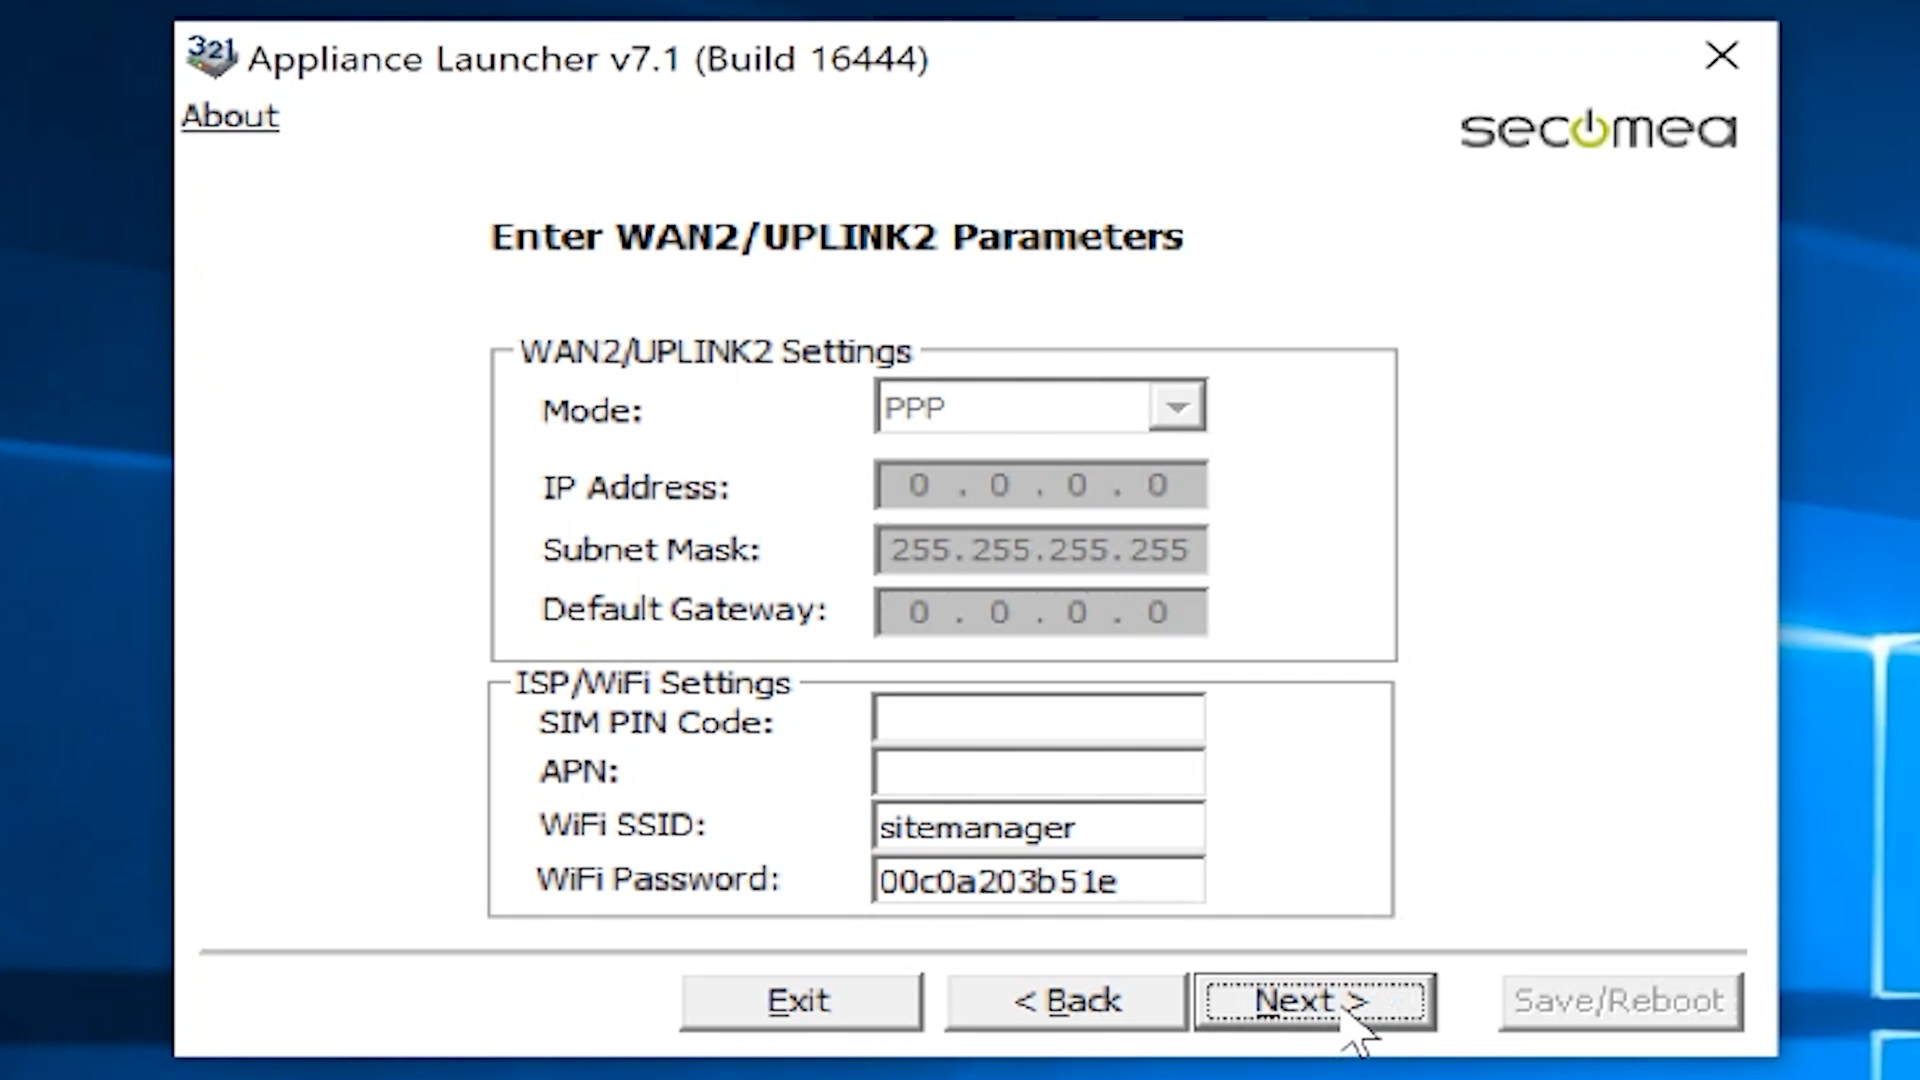 321 Appliance Launcher v7.1 (Build 16444)
About
secomea
Enter WAN2/UPLINK2 Parameters
WAN2/UPLINK2 Settings
Mode: PPP
IP Address: 0 . 0 . 0 . 0
Subnet Mask: 255.255.255.255
Default Gateway: 0 . 0 . 0 . 0
ISP/WiFi Settings
SIM PIN Code:
APN:
WiFi SSID: sitemanager
WiFi Password: 00c0a203b51e
Exit < Back Next > Save/Reboot